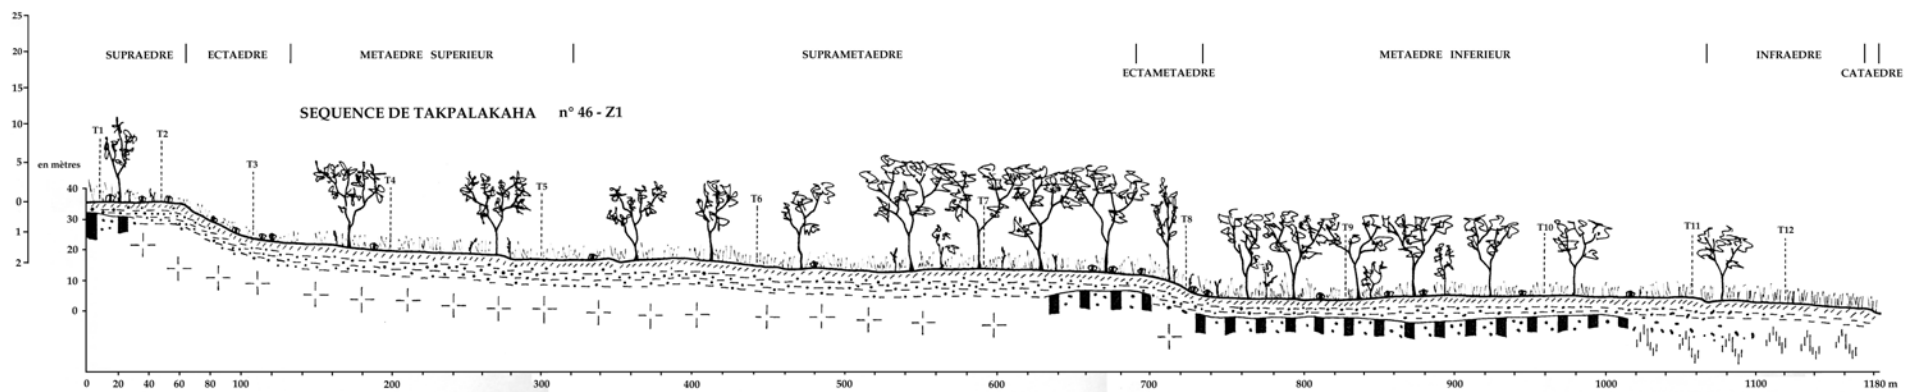 25
20
15
10
5
0
1
2
SUPRAEDRE ECTAEDRE METAEDRE SUPERIEUR SUPRAMETAEDRE METAEDRE INFERIEUR INFRAEDRE
ECTAMETAEDRE CATAEDRE
SEQUENCE DE TAKPALAKAHA n° 46 - Z1
en mètres
40
30
20
10
0
T1 T2 T3 T4 T5 T6 T7 T8 T9 T10 T11 T12
0 20 40 60 80 100 200 300 400 500 600 700 800 900 1000 1100 1180 m